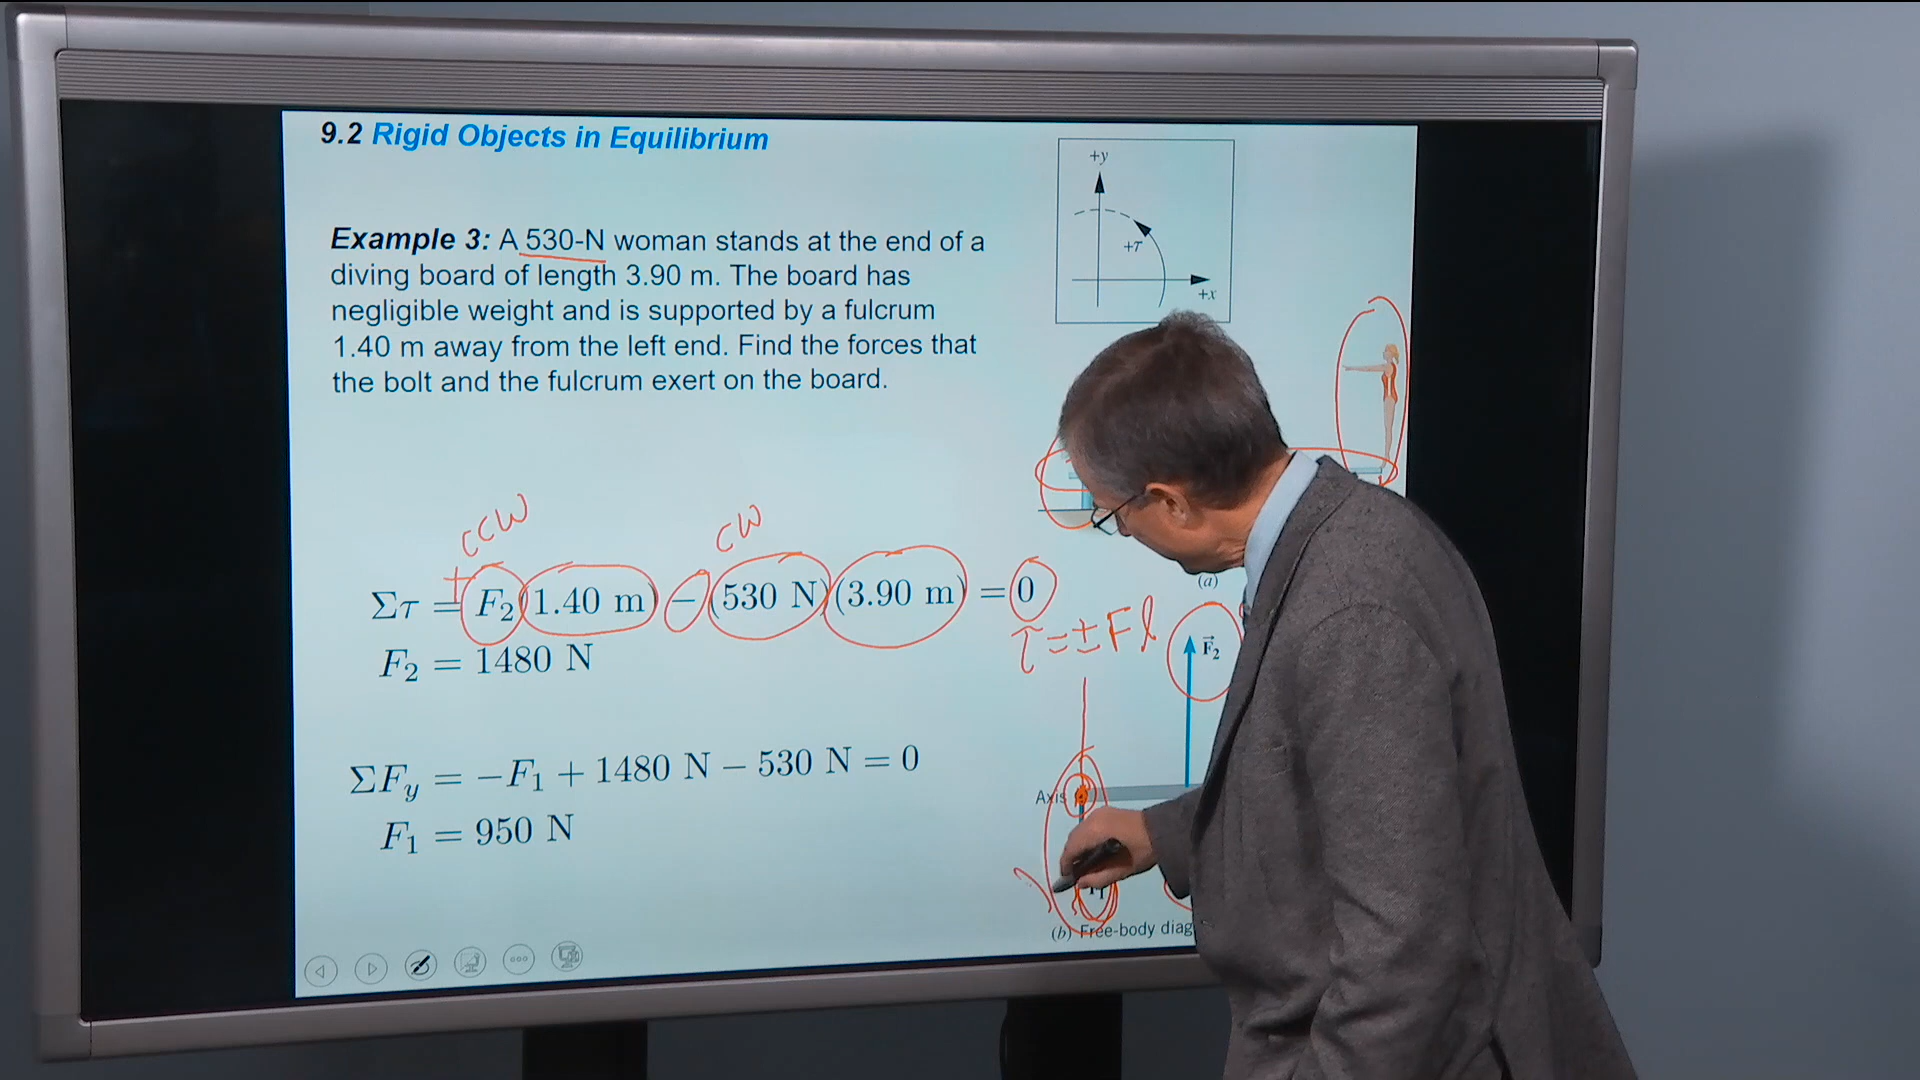 9.2 Rigid Objects in Equilibrium
+y
+τ
+x
Example 3: A 530-N woman stands at the end of a
diving board of length 3.90 m. The board has
negligible weight and is supported by a fulcrum
1.40 m away from the left end. Find the forces that
the bolt and the fulcrum exert on the board.
CCW
CW
+
Στ = F₂(1.40 m) − (530 N)(3.90 m) = 0
(a)
τ = ± Fl
F₂ = 1480 N
F₂
ΣF_y = −F₁ + 1480 N − 530 N = 0
Axis
F₁ = 950 N
(b) Free-body diag